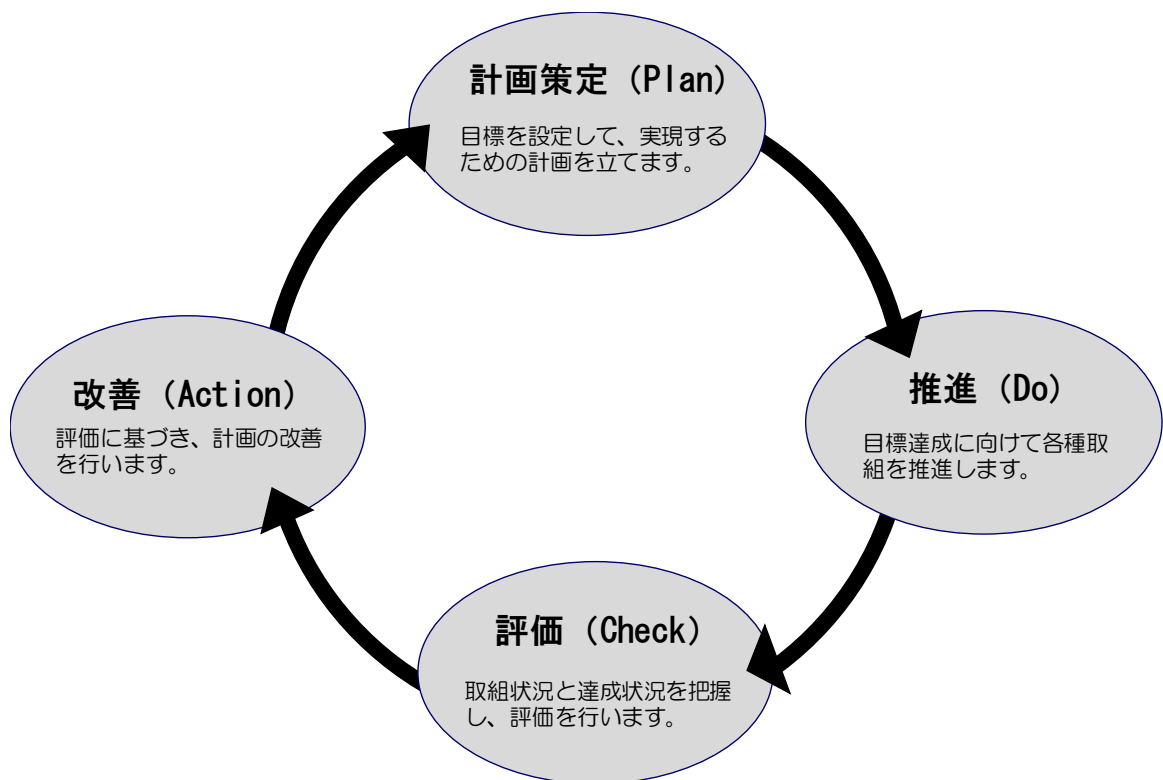 計画策定（Plan）
目標を設定して、実現する
ための計画を立てます。
改善（Action）
評価に基づき、計画の改善
を行います。
推進（Do）
目標達成に向けて各種取
組を推進します。
評価（Check）
取組状況と達成状況を把握
し、評価を行います。